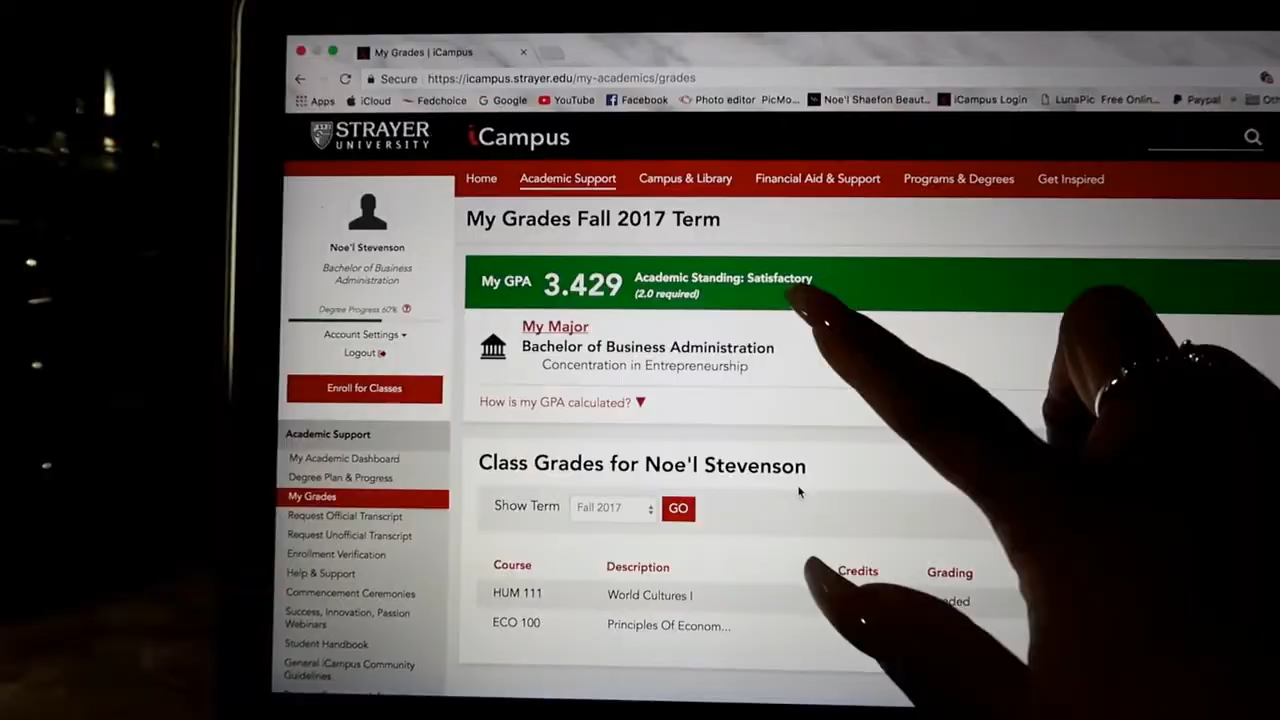 My Grades | iCampus
Secure https://icampus.strayer.edu/my-academics/grades
Apps iCloud Fedchoice Google YouTube Facebook Photo editor PicMo... Noe'l Shaefon Beaut... iCampus Login LunaPic Free Onlin... Paypal » Ot
STRAYER
UNIVERSITY
iCampus
Home Academic Support Campus & Library Financial Aid & Support Programs & Degrees Get Inspired
Noe'l Stevenson
Bachelor of Business
Administration
Degree Progress 60%
Account Settings
Logout
Enroll for Classes
Academic Support
My Academic Dashboard
Degree Plan & Progress
My Grades
Request Official Transcript
Request Unofficial Transcript
Enrollment Verification
Help & Support
Commencement Ceremonies
Success, Innovation, Passion
Webinars
Student Handbook
General iCampus Community
Guidelines
My Grades Fall 2017 Term
My GPA 3.429 Academic Standing: Satisfactory
(2.0 required)
My Major
Bachelor of Business Administration
Concentration in Entrepreneurship
How is my GPA calculated?
Class Grades for Noe'l Stevenson
Show Term Fall 2017 GO
Course Description Credits Grading
HUM 111 World Cultures I ded
ECO 100 Principles Of Econom...